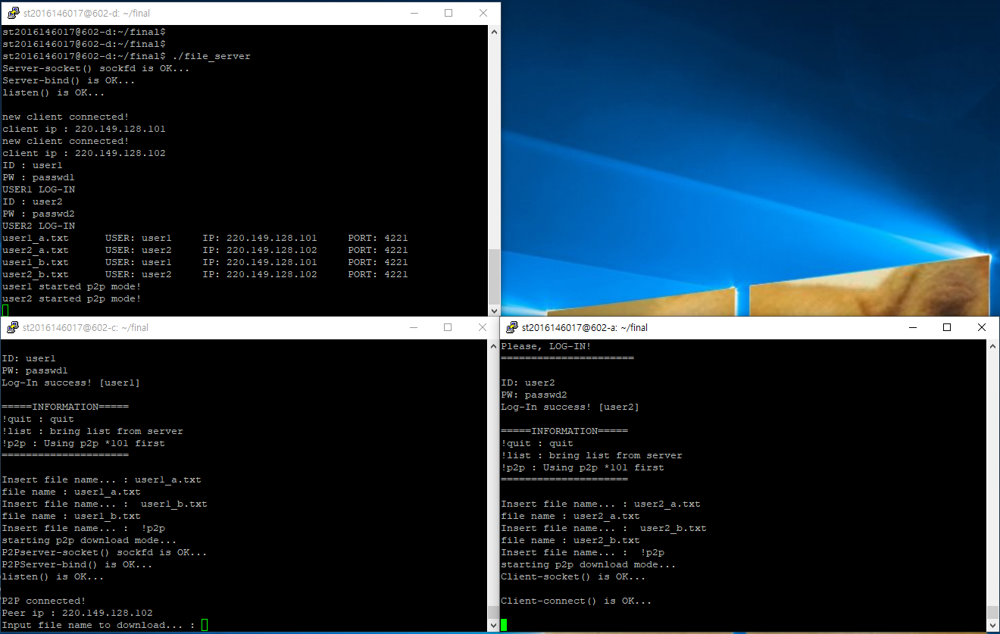 st2016146017@602-d: ~/final
st2016146017@602-d:~/final$
st2016146017@602-d:~/final$
st2016146017@602-d:~/final$ ./file_server
Server-socket() sockfd is OK...
Server-bind() is OK...
listen() is OK...
new client connected!
client ip : 220.149.128.101
new client connected!
client ip : 220.149.128.102
ID : user1
PW : passwd1
USER1 LOG-IN
ID : user2
PW : passwd2
USER2 LOG-IN
user1_a.txt      USER: user1     IP: 220.149.128.101     PORT: 4221
user2_a.txt      USER: user2     IP: 220.149.128.102     PORT: 4221
user1_b.txt      USER: user1     IP: 220.149.128.101     PORT: 4221
user2_b.txt      USER: user2     IP: 220.149.128.102     PORT: 4221
user1 started p2p mode!
user2 started p2p mode!
st2016146017@602-c: ~/final
ID: user1
PW: passwd1
Log-In success! [user1]
=====INFORMATION=====
!quit : quit
!list : bring list from server
!p2p : Using p2p *101 first
=====================
Insert file name... : user1_a.txt
file name : user1_a.txt
Insert file name... :  user1_b.txt
file name : user1_b.txt
Insert file name... :  !p2p
starting p2p download mode...
P2Pserver-socket() sockfd is OK...
P2PServer-bind() is OK...
listen() is OK...
P2P connected!
Peer ip : 220.149.128.102
Input file name to download... :
st2016146017@602-a: ~/final
Please, LOG-IN!
======================
ID: user2
PW: passwd2
Log-In success! [user2]
=====INFORMATION=====
!quit : quit
!list : bring list from server
!p2p : Using p2p *101 first
=====================
Insert file name... : user2_a.txt
file name : user2_a.txt
Insert file name... :  user2_b.txt
file name : user2_b.txt
Insert file name... :  !p2p
starting p2p download mode...
Client-socket() is OK...
Client-connect() is OK...